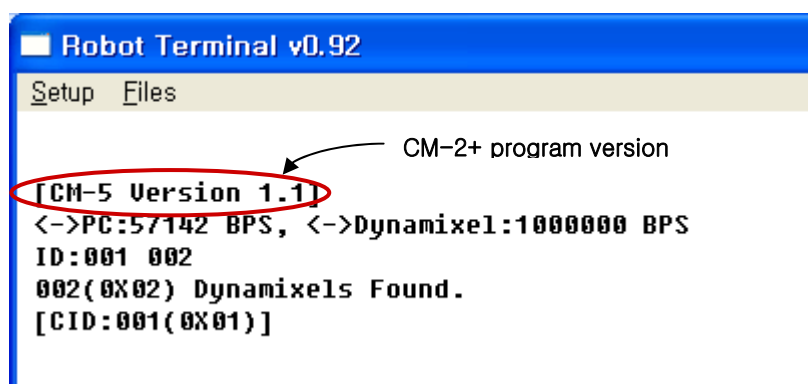 Robot Terminal v0.92
Setup Files
CM-2+ program version
[CM-5 Version 1.1]
<->PC:57142 BPS, <->Dynamixel:1000000 BPS
ID:001 002
002(0X02) Dynamixels Found.
[CID:001(0X01)]